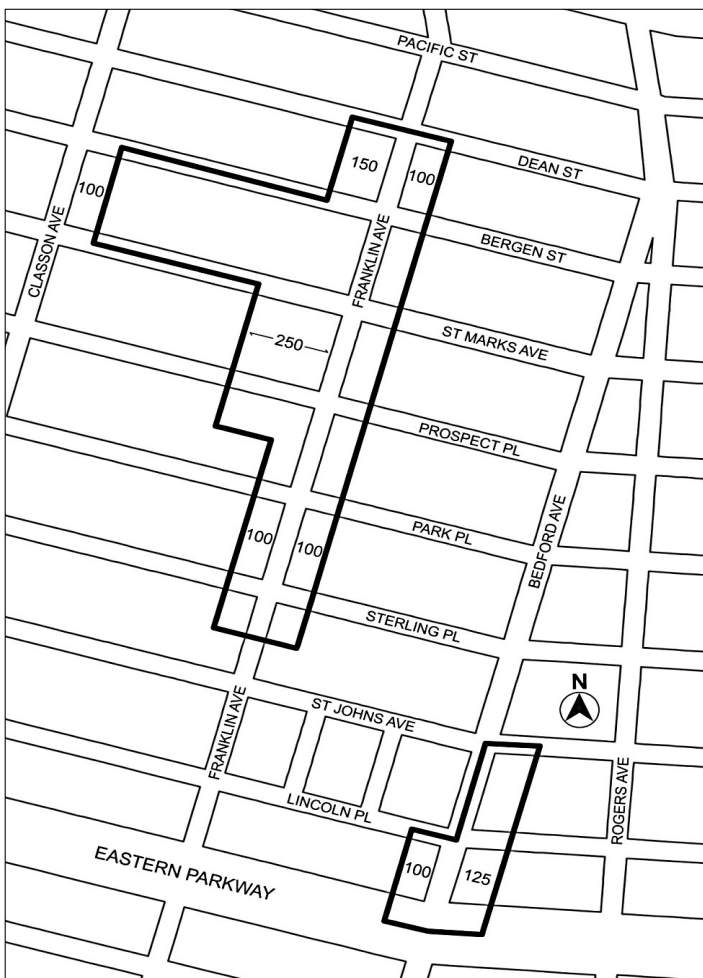 PACIFIC ST
150
DEAN ST
100
100
CLASSON AVE
FRANKLIN AVE
BERGEN ST
ST MARKS AVE
250
PROSPECT PL
BEDFORD AVE
PARK PL
100
100
STERLING PL
N
ST JOHNS AVE
FRANKLIN AVE
ROGERS AVE
LINCOLN PL
EASTERN PARKWAY
100
125